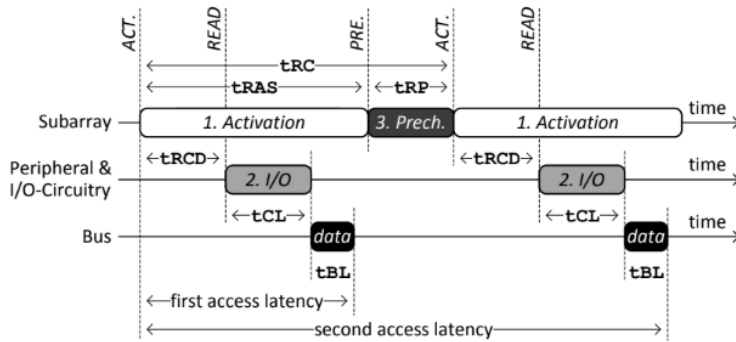 ACT.
READ
PRE.
ACT.
READ
tRC
tRAS
tRP
Subarray
1. Activation
3. Prech.
1. Activation
time
tRCD
tRCD
Peripheral &
I/O-Circuitry
2. I/O
2. I/O
time
tCL
tCL
Bus
data
data
time
tBL
tBL
first access latency
second access latency